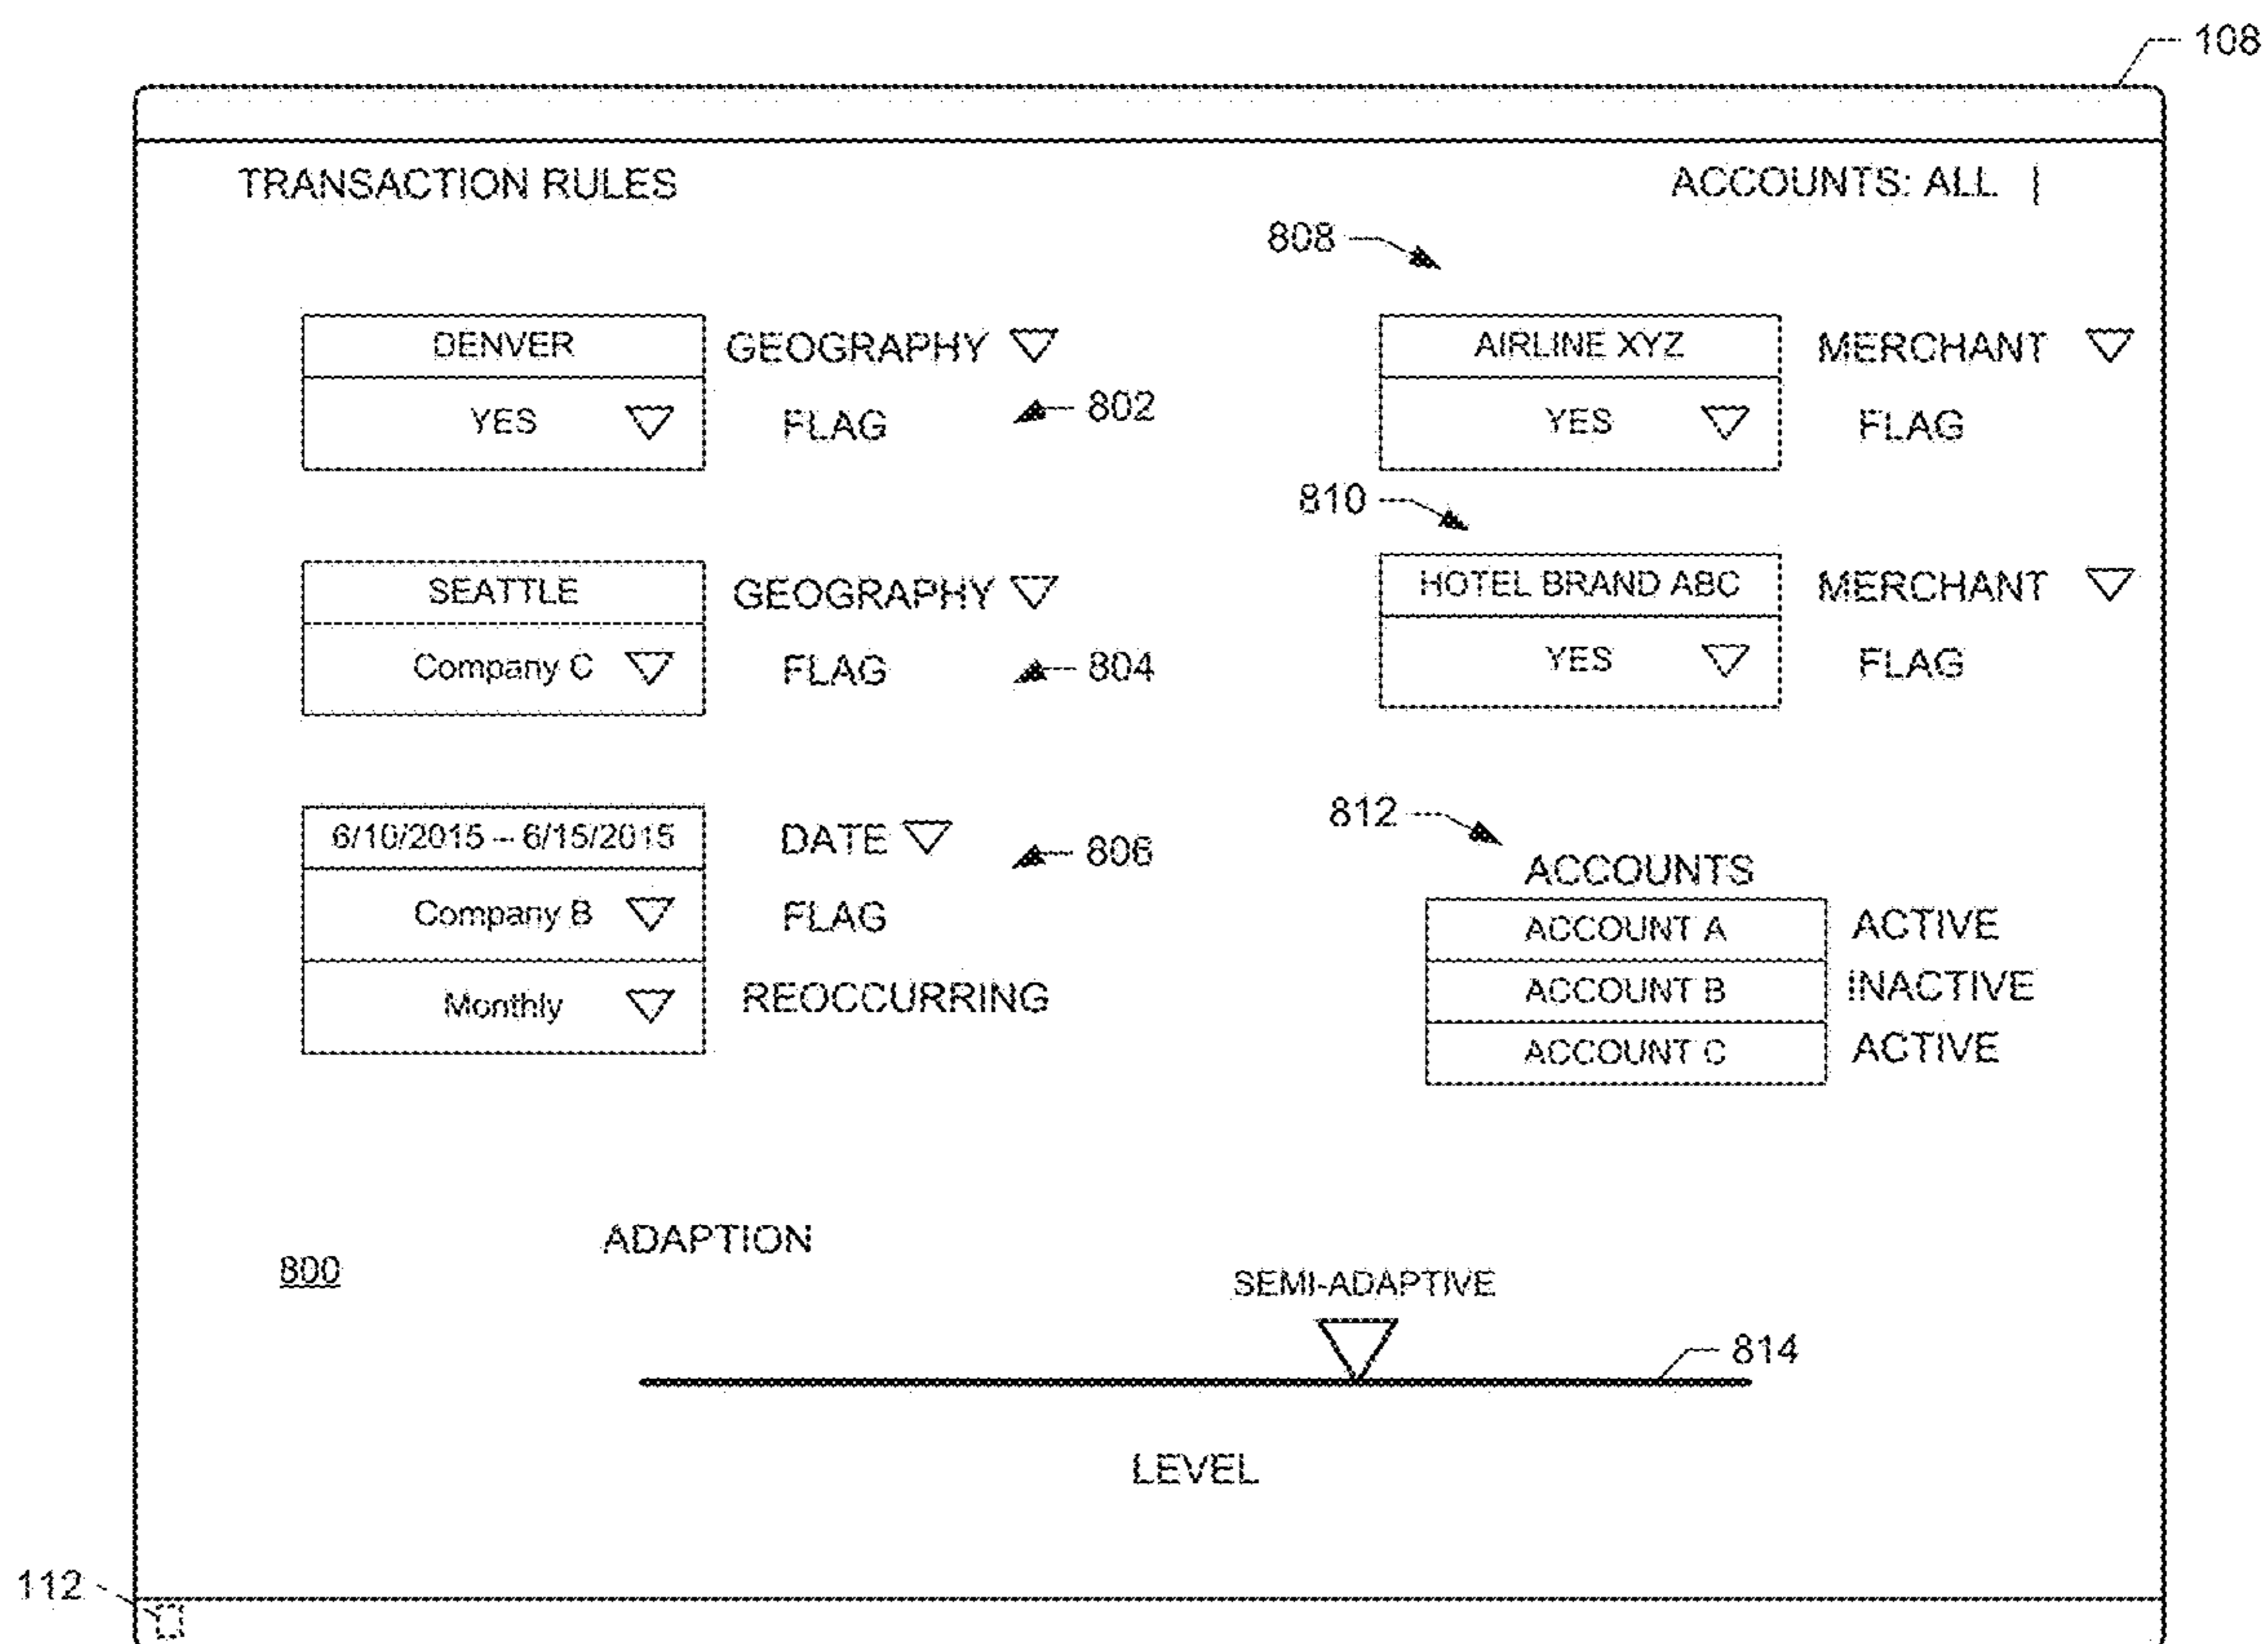 108
TRANSACTION RULES
ACCOUNTS: ALL |
808
DENVER
GEOGRAPHY
YES
FLAG
802
AIRLINE XYZ
MERCHANT
YES
FLAG
810
SEATTLE
GEOGRAPHY
Company C
FLAG
804
HOTEL BRAND ABC
MERCHANT
YES
FLAG
6/10/2015 – 6/15/2015
DATE
806
Company B
FLAG
Monthly
REOCCURRING
812
ACCOUNTS
ACCOUNT A
ACTIVE
ACCOUNT B
INACTIVE
ACCOUNT C
ACTIVE
ADAPTION
800
SEMI-ADAPTIVE
814
LEVEL
112